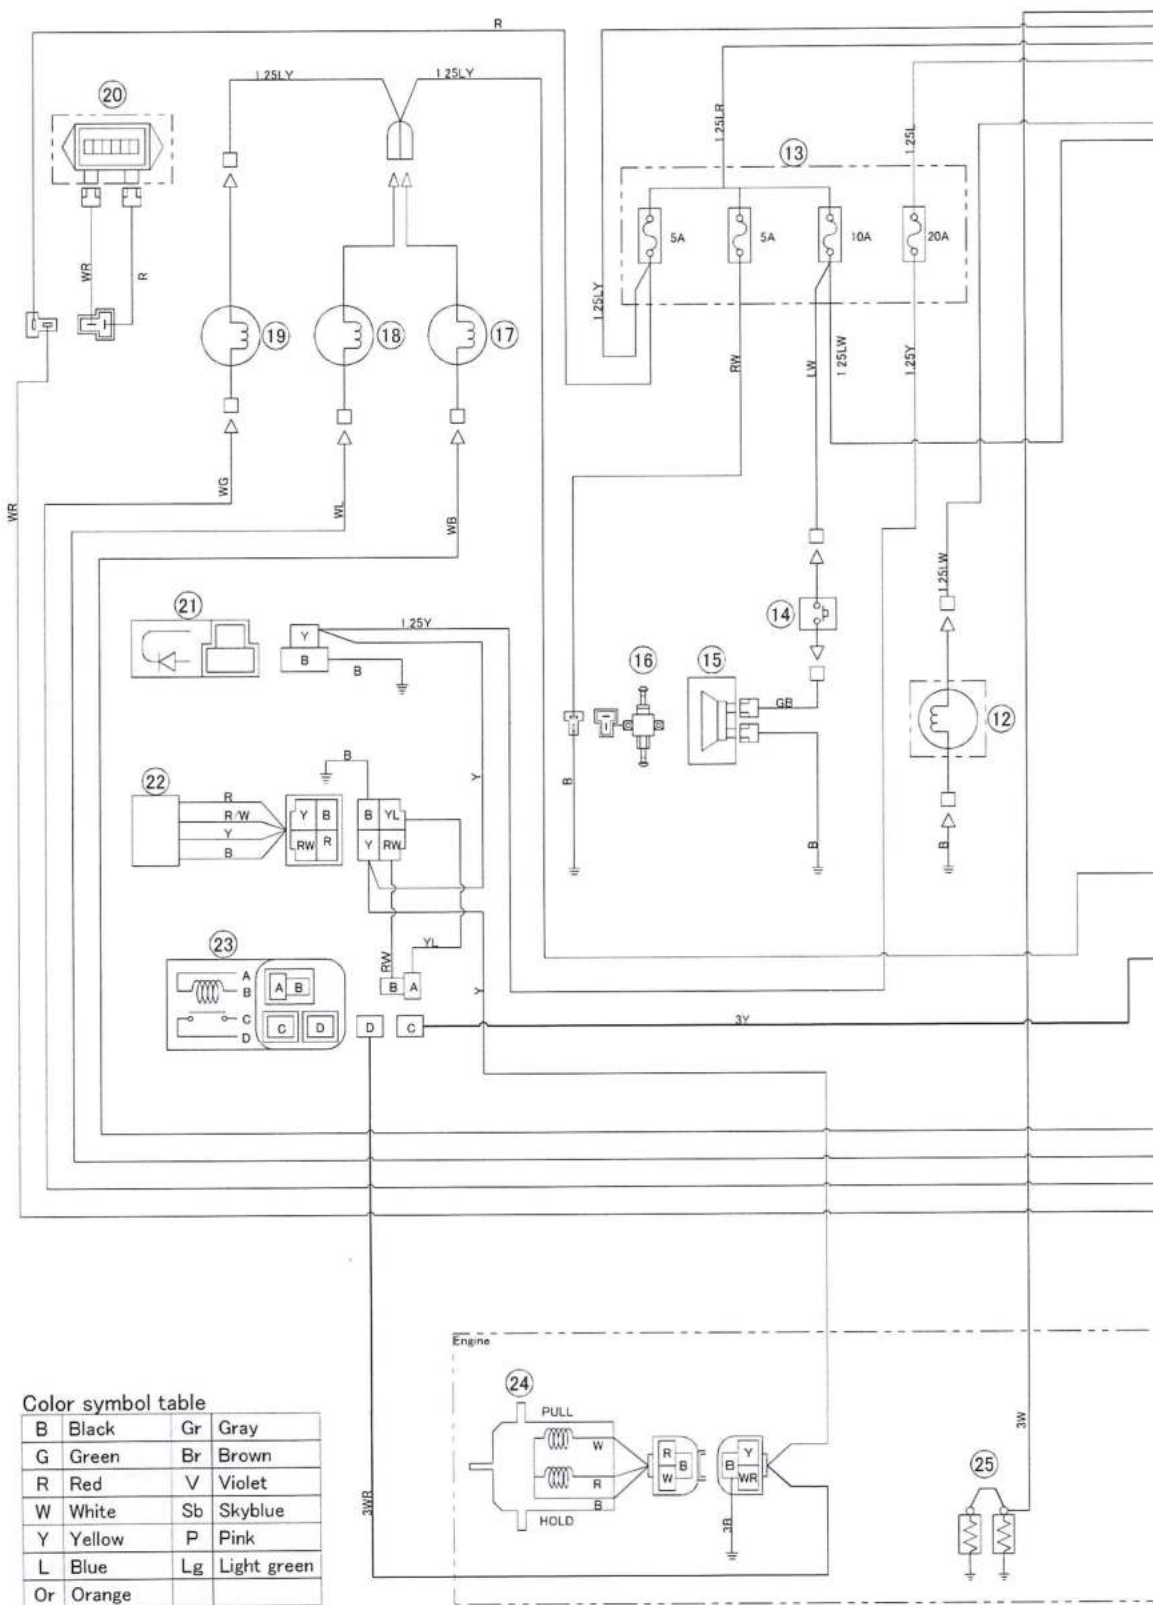 R
1.25LY
1.25LY
20
1.25LR
1.25L
13
5A
5A
10A
20A
WR
R
1.25LY
19
18
17
RW
LW
1.25LW
1.25Y
WR
WG
WL
WB
1.25LW
21
1.25Y
Y
B
B
14
16
15
GB
12
B
B
B
22
R
R/W
Y
B
Y
B
RW
R
B
B
YL
Y
RW
Y
23
YL
RW
A
B
C
D
A
B
C
D
B
A
Y
D
C
3Y
Engine
24
PULL
W
R
B
HOLD
R
W
B
Y
B
WR
3B
3WR
3W
25
Color symbol table
B Black Gr Gray
G Green Br Brown
R Red V Violet
W White Sb Skyblue
Y Yellow P Pink
L Blue Lg Light green
Or Orange